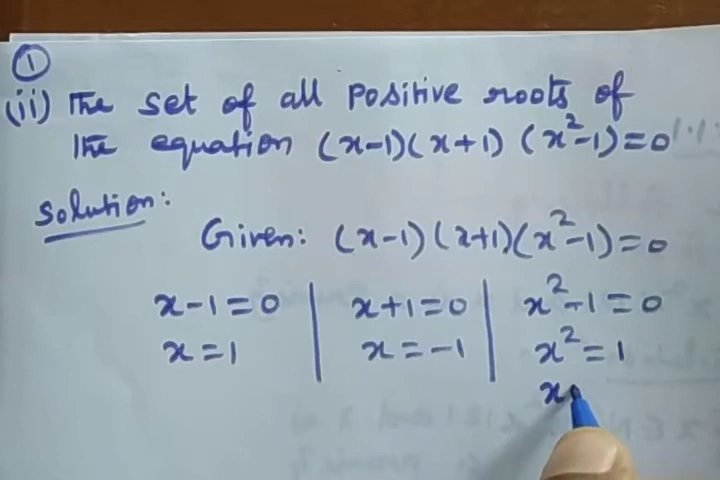 1
(ii) The set of all positive roots of
the equation (x-1)(x+1)(x²-1)=0
Solution:
Given: (x-1)(x+1)(x²-1)=0
x-1=0 | x+1=0 | x²-1=0
x=1 | x=-1 | x²=1
x